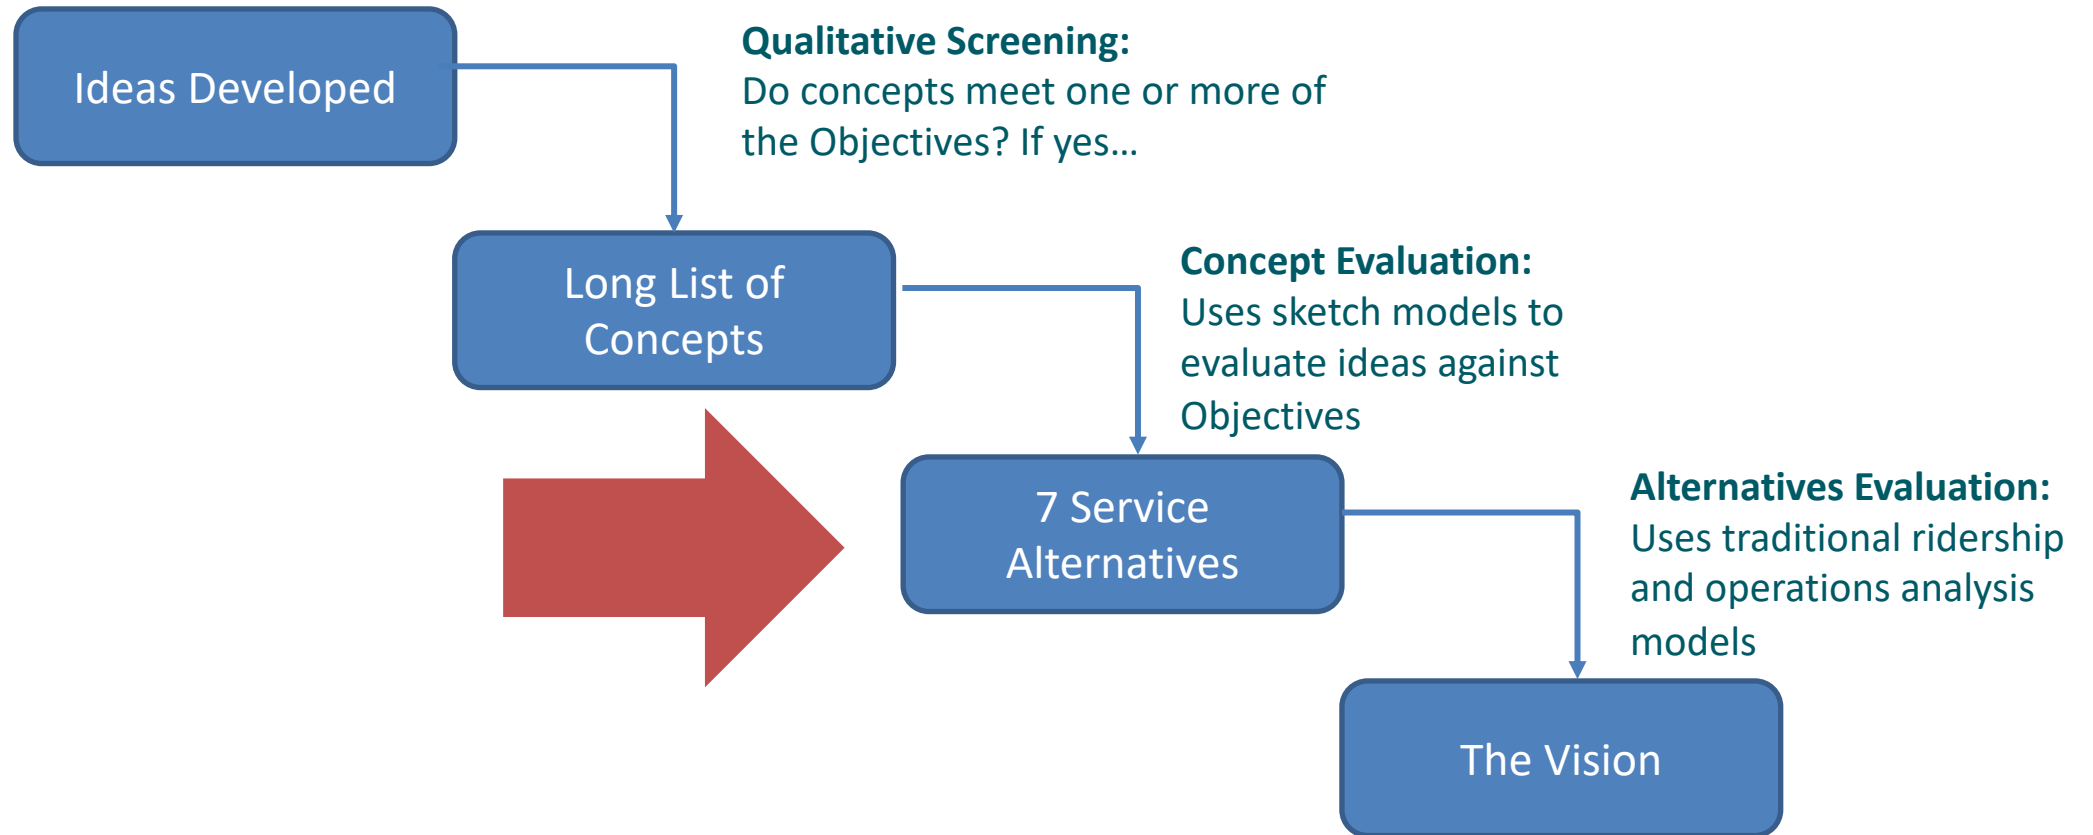 Ideas Developed
Qualitative Screening:
Do concepts meet one or more of
the Objectives? If yes…
Long List of
Concepts
Concept Evaluation:
Uses sketch models to
evaluate ideas against
Objectives
7 Service
Alternatives
Alternatives Evaluation:
Uses traditional ridership
and operations analysis
models
The Vision